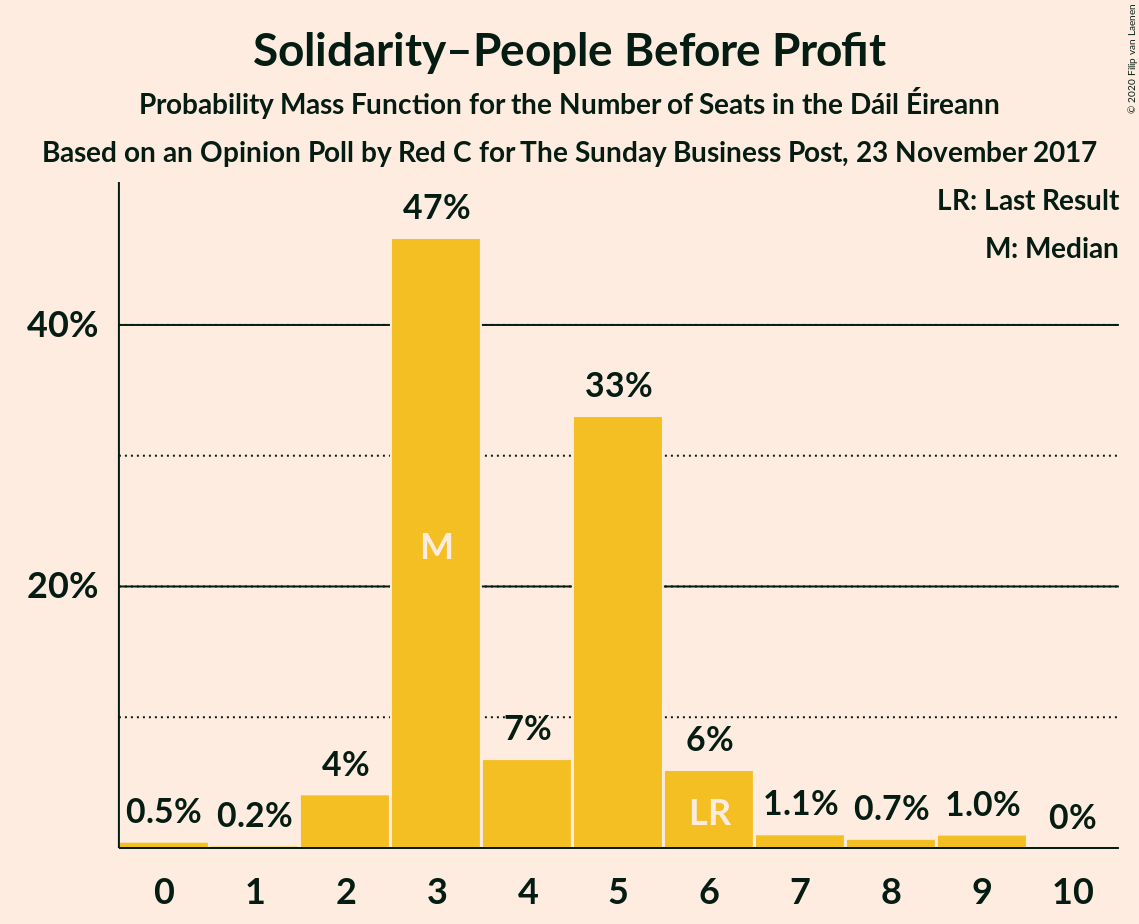 Solidarity–People Before Profit
Probability Mass Function for the Number of Seats in the Dáil Éireann
Based on an Opinion Poll by Red C for The Sunday Business Post, 23 November 2017
© 2020 Filip van Laenen
LR: Last Result
M: Median
47%
40%
33%
M
20%
7%
6%
4%
LR
0.5%
0.2%
1.1%
0.7%
1.0%
0%
0 1 2 3 4 5 6 7 8 9 10